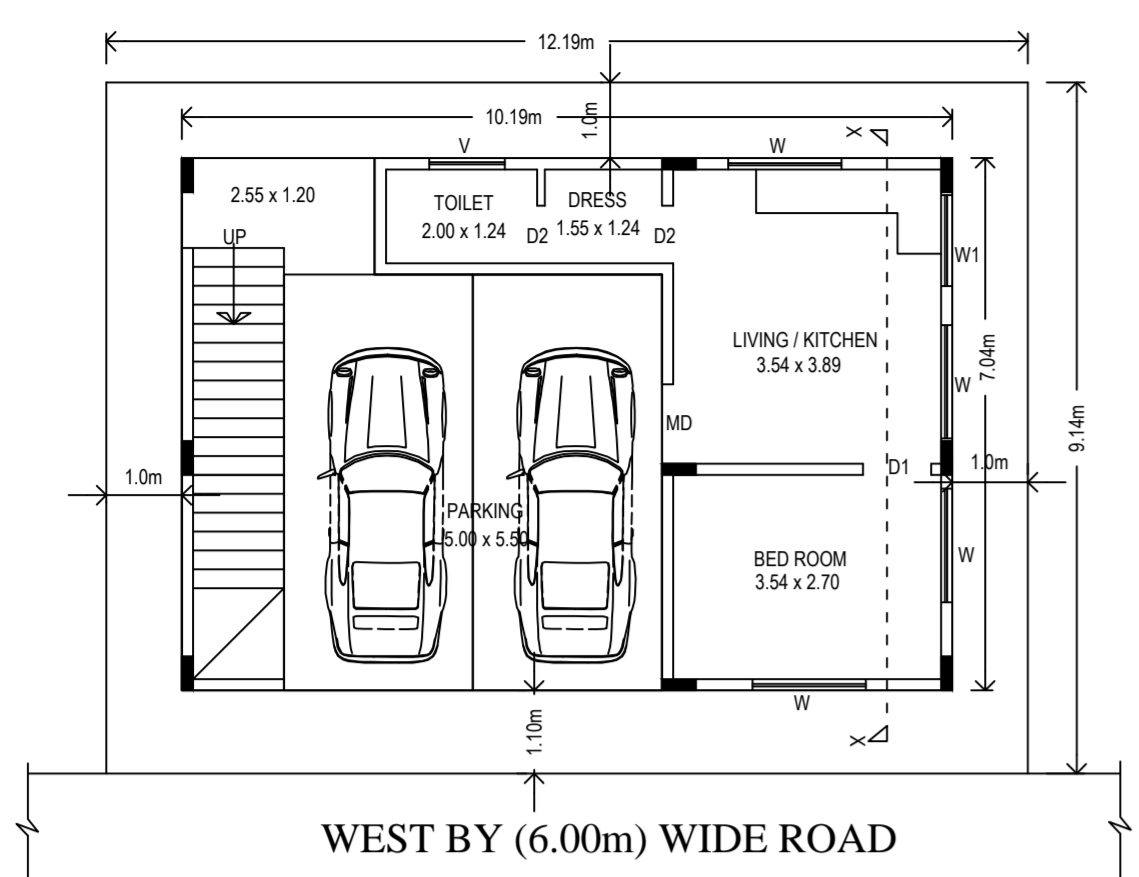 12.19m
10.19m
1.0m
V
W
X
2.55 x 1.20
TOILET
2.00 x 1.24
D2
DRESS
1.55 x 1.24
D2
UP
W1
LIVING / KITCHEN
3.54 x 3.89
7.04m
W
MD
9.14m
1.0m
D1
1.0m
PARKING
5.00 x 5.50
BED ROOM
3.54 x 2.70
W
W
1.10m
X
WEST BY (6.00m) WIDE ROAD